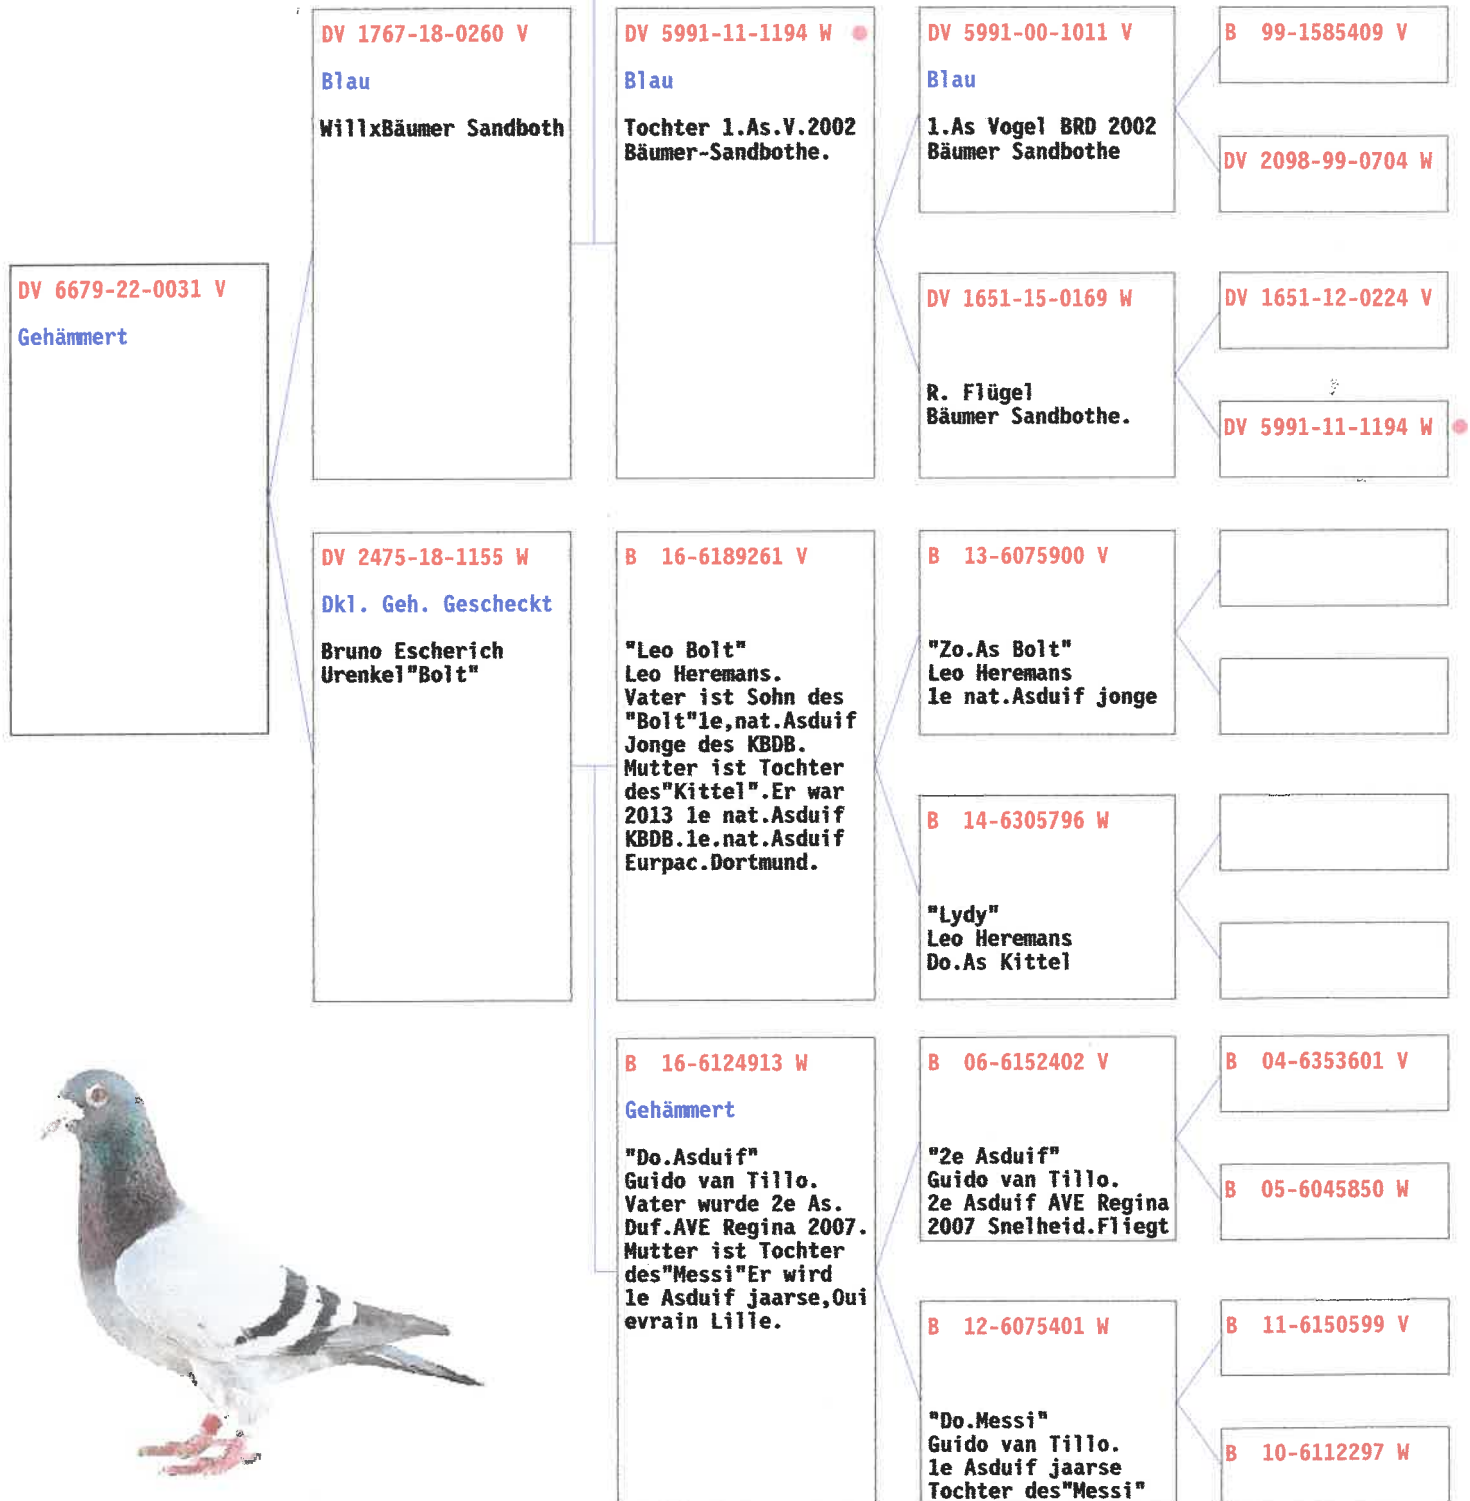 DV 6679-22-0031 V
Gehämmert
DV 1767-18-0260 V
Blau
WillxBäumer Sandboth
DV 2475-18-1155 W
Dkl. Geh. Gescheckt
Bruno Escherich
Urenkel"Bolt"
DV 5991-11-1194 W
Blau
Tochter 1.As.V.2002
Bäumer-Sandbothe.
B 16-6189261 V
"Leo Bolt"
Leo Heremans.
Vater ist Sohn des
"Bolt"1e,nat.Asduif
Jonge des KBDB.
Mutter ist Tochter
des"Kittel".Er war
2013 1e nat.Asduif
KBDB.1e.nat.Asduif
Eurpac.Dortmund.
B 16-6124913 W
Gehämmert
"Do.Asduif"
Guido van Tillo.
Vater wurde 2e As.
Duf.AVE Regina 2007.
Mutter ist Tochter
des"Messi"Er wird
1e Asduif jaarse,Oui
evrain Lille.
DV 5991-00-1011 V
Blau
1.As Vogel BRD 2002
Bäumer Sandbothe
DV 1651-15-0169 W
R. Flügel
Bäumer Sandbothe.
B 13-6075900 V
"Zo.As Bolt"
Leo Heremans
1e nat.Asduif jonge
B 14-6305796 W
"Lydy"
Leo Heremans
Do.As Kittel
B 06-6152402 V
"2e Asduif"
Guido van Tillo.
2e Asduif AVE Regina
2007 Snelheid.Fliegt
B 12-6075401 W
"Do.Messi"
Guido van Tillo.
1e Asduif jaarse
Tochter des"Messi"
B 99-1585409 V
DV 2098-99-0704 W
DV 1651-12-0224 V
DV 5991-11-1194 W
B 04-6353601 V
B 05-6045850 W
B 11-6150599 V
B 10-6112297 W